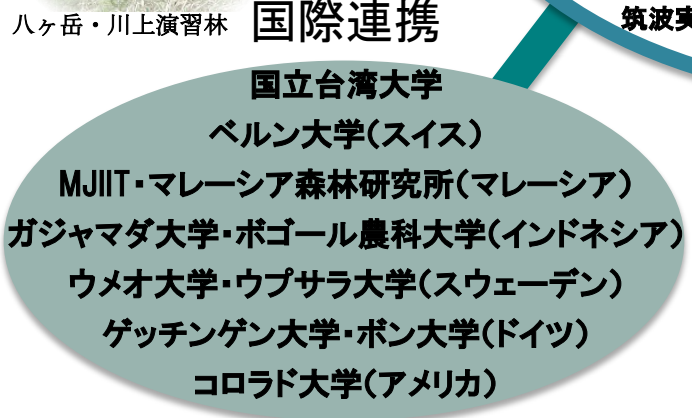 八ヶ岳・川上演習林
国際連携
筑波実
国立台湾大学
ベルン大学(スイス)
MJIIT・マレーシア森林研究所(マレーシア)
ガジャマダ大学・ボゴール農科大学(インドネシア)
ウメオ大学・ウプサラ大学(スウェーデン)
ゲッチンゲン大学・ボン大学(ドイツ)
コロラド大学(アメリカ)